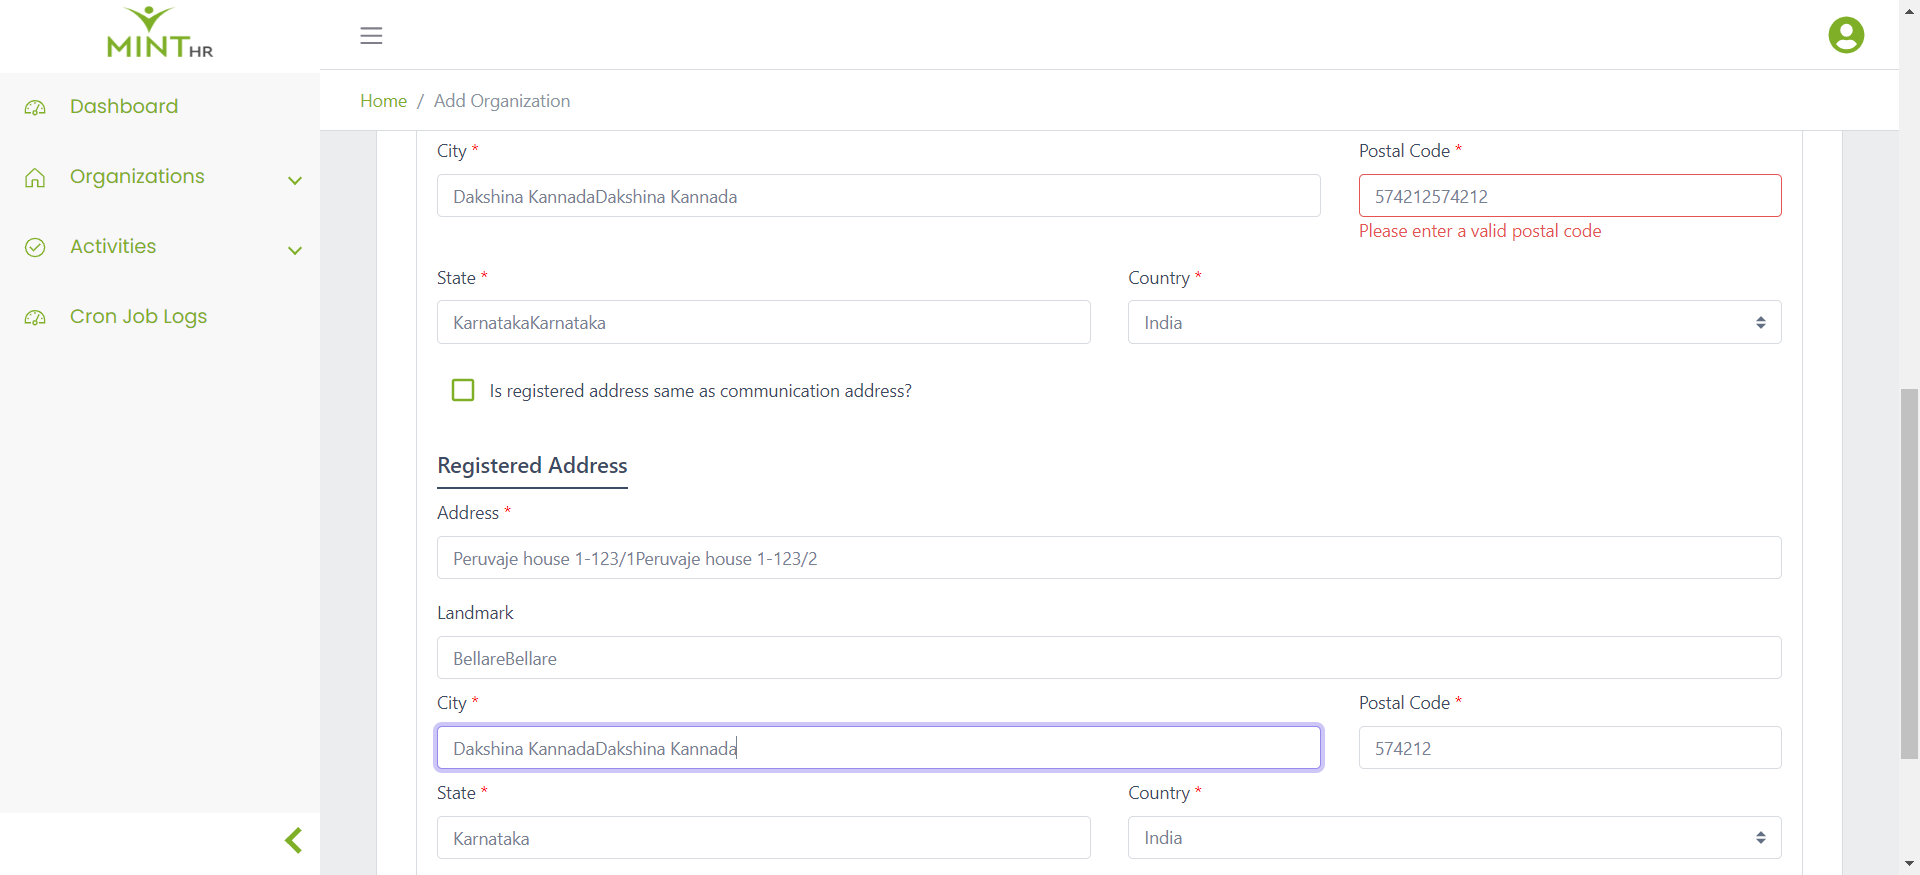 MINT HR
Dashboard
Organizations
Activities
Cron Job Logs
Home / Add Organization
City *
Postal Code *
Dakshina KannadaDakshina Kannada
574212574212
Please enter a valid postal code
State *
Country *
KarnatakaKarnataka
India
Is registered address same as communication address?
Registered Address
Address *
Peruvaje house 1-123/1Peruvaje house 1-123/2
Landmark
BellareBellare
City *
Postal Code *
Dakshina KannadaDakshina Kannada
574212
State *
Country *
Karnataka
India